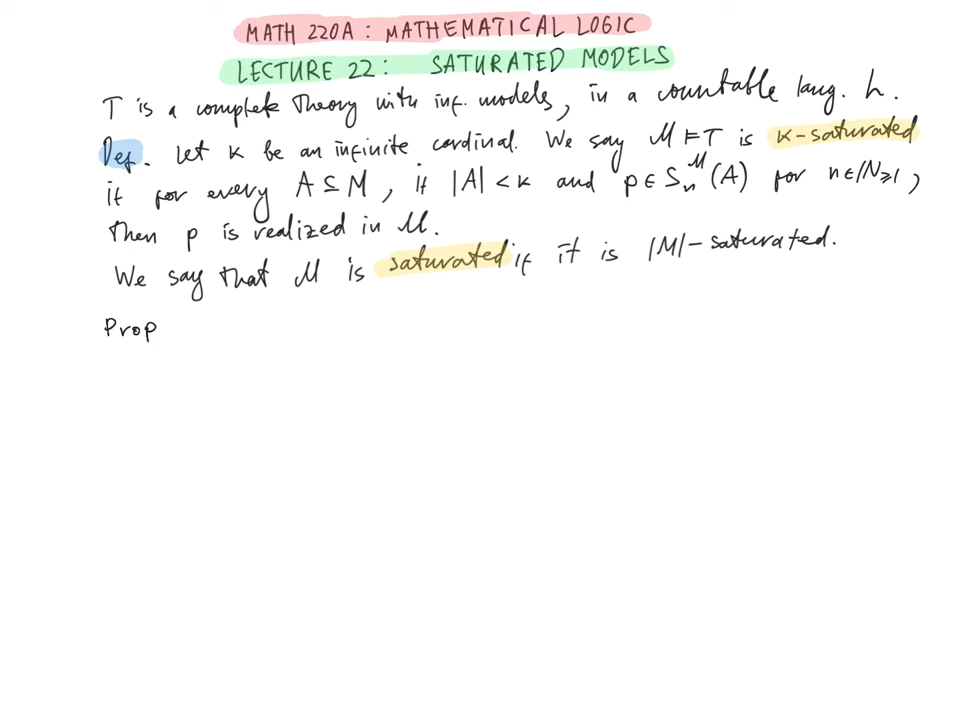 MATH 220A : MATHEMATICAL LOGIC
LECTURE 22 : SATURATED MODELS
T is a complete theory with inf. models, in a countable lang. L.
Def. Let κ be an infinite cardinal. We say ℳ ⊨ T is κ-saturated
if for every A ⊆ M, if |A| < κ and p ∈ Sₙ^ℳ(A) for n ∈ ℕ≥1,
then p is realized in ℳ.
We say that ℳ is saturated if it is |M|-saturated.
Prop